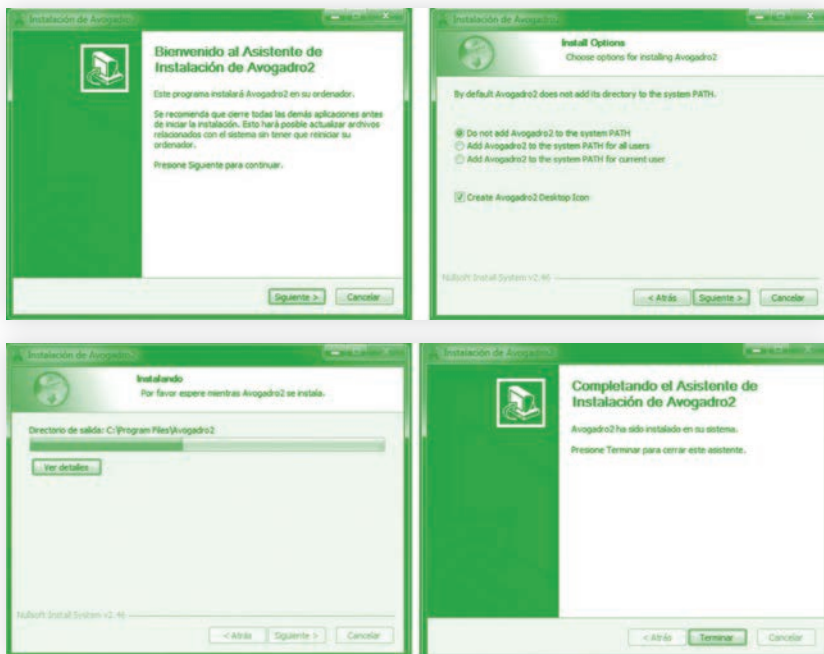 Instalación de Avogadro2
Bienvenido al Asistente de
Instalación de Avogadro2
Este programa instalará Avogadro2 en su ordenador.
Se recomenda que cierre todas las demás aplicaciones antes
de iniciar la instalación. Esto hará posible actualizar archivos
relacionados con el sistema sin tener que reiniciar su
ordenador.
Presione Siguiente para continuar.
Siguiente >
Cancelar
Instalación de Avogadro2
Install Options
Choose options for installing Avogadro2
By default Avogadro2 does not add its directory to the system PATH.
Do not add Avogadro2 to the system PATH
Add Avogadro2 to the system PATH for all users
Add Avogadro2 to the system PATH for current user
Create Avogadro2 Desktop Icon
Nullsoft Install System v2.46
< Atrás
Siguiente >
Cancelar
Instalación de Avogadro2
Instalando
Por favor espere mientras Avogadro2 se instala.
Directorio de salida: C:\Program Files\Avogadro2
Ver detalles
Nullsoft Install System v2.46
< Atrás
Siguiente >
Cancelar
Instalación de Avogadro2
Completando el Asistente de
Instalación de Avogadro2
Avogadro2 ha sido instalado en su sistema.
Presione Terminar para cerrar este asistente.
< Atrás
Terminar
Cancelar